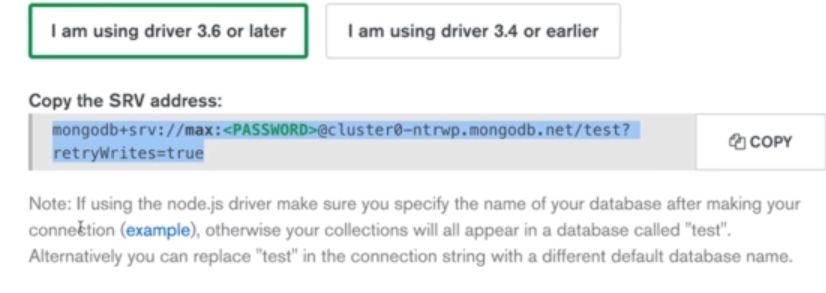 I am using driver 3.6 or later
I am using driver 3.4 or earlier
Copy the SRV address:
mongodb+srv://max:<PASSWORD>@cluster0-ntrwp.mongodb.net/test?
retryWrites=true
COPY
Note: If using the node.js driver make sure you specify the name of your database after making your
connection (example), otherwise your collections will all appear in a database called "test".
Alternatively you can replace "test" in the connection string with a different default database name.